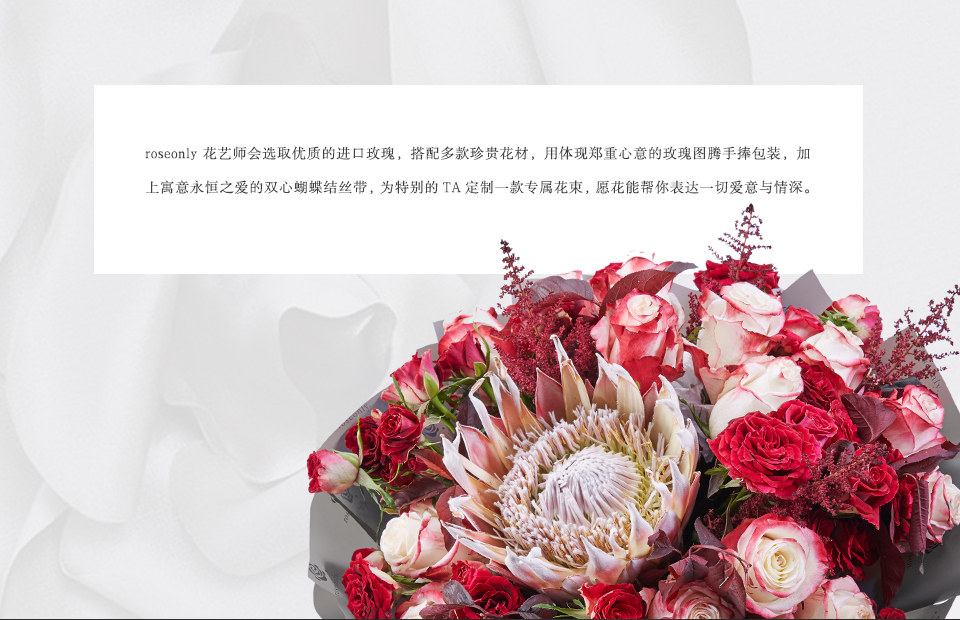 roseonly 花艺师会选取优质的进口玫瑰，搭配多款珍贵花材，用体现郑重心意的玫瑰图腾手捧包装，加
上寓意永恒之爱的双心蝴蝶结丝带，为特别的 TA 定制一款专属花束，愿花能帮你表达一切爱意与情深。